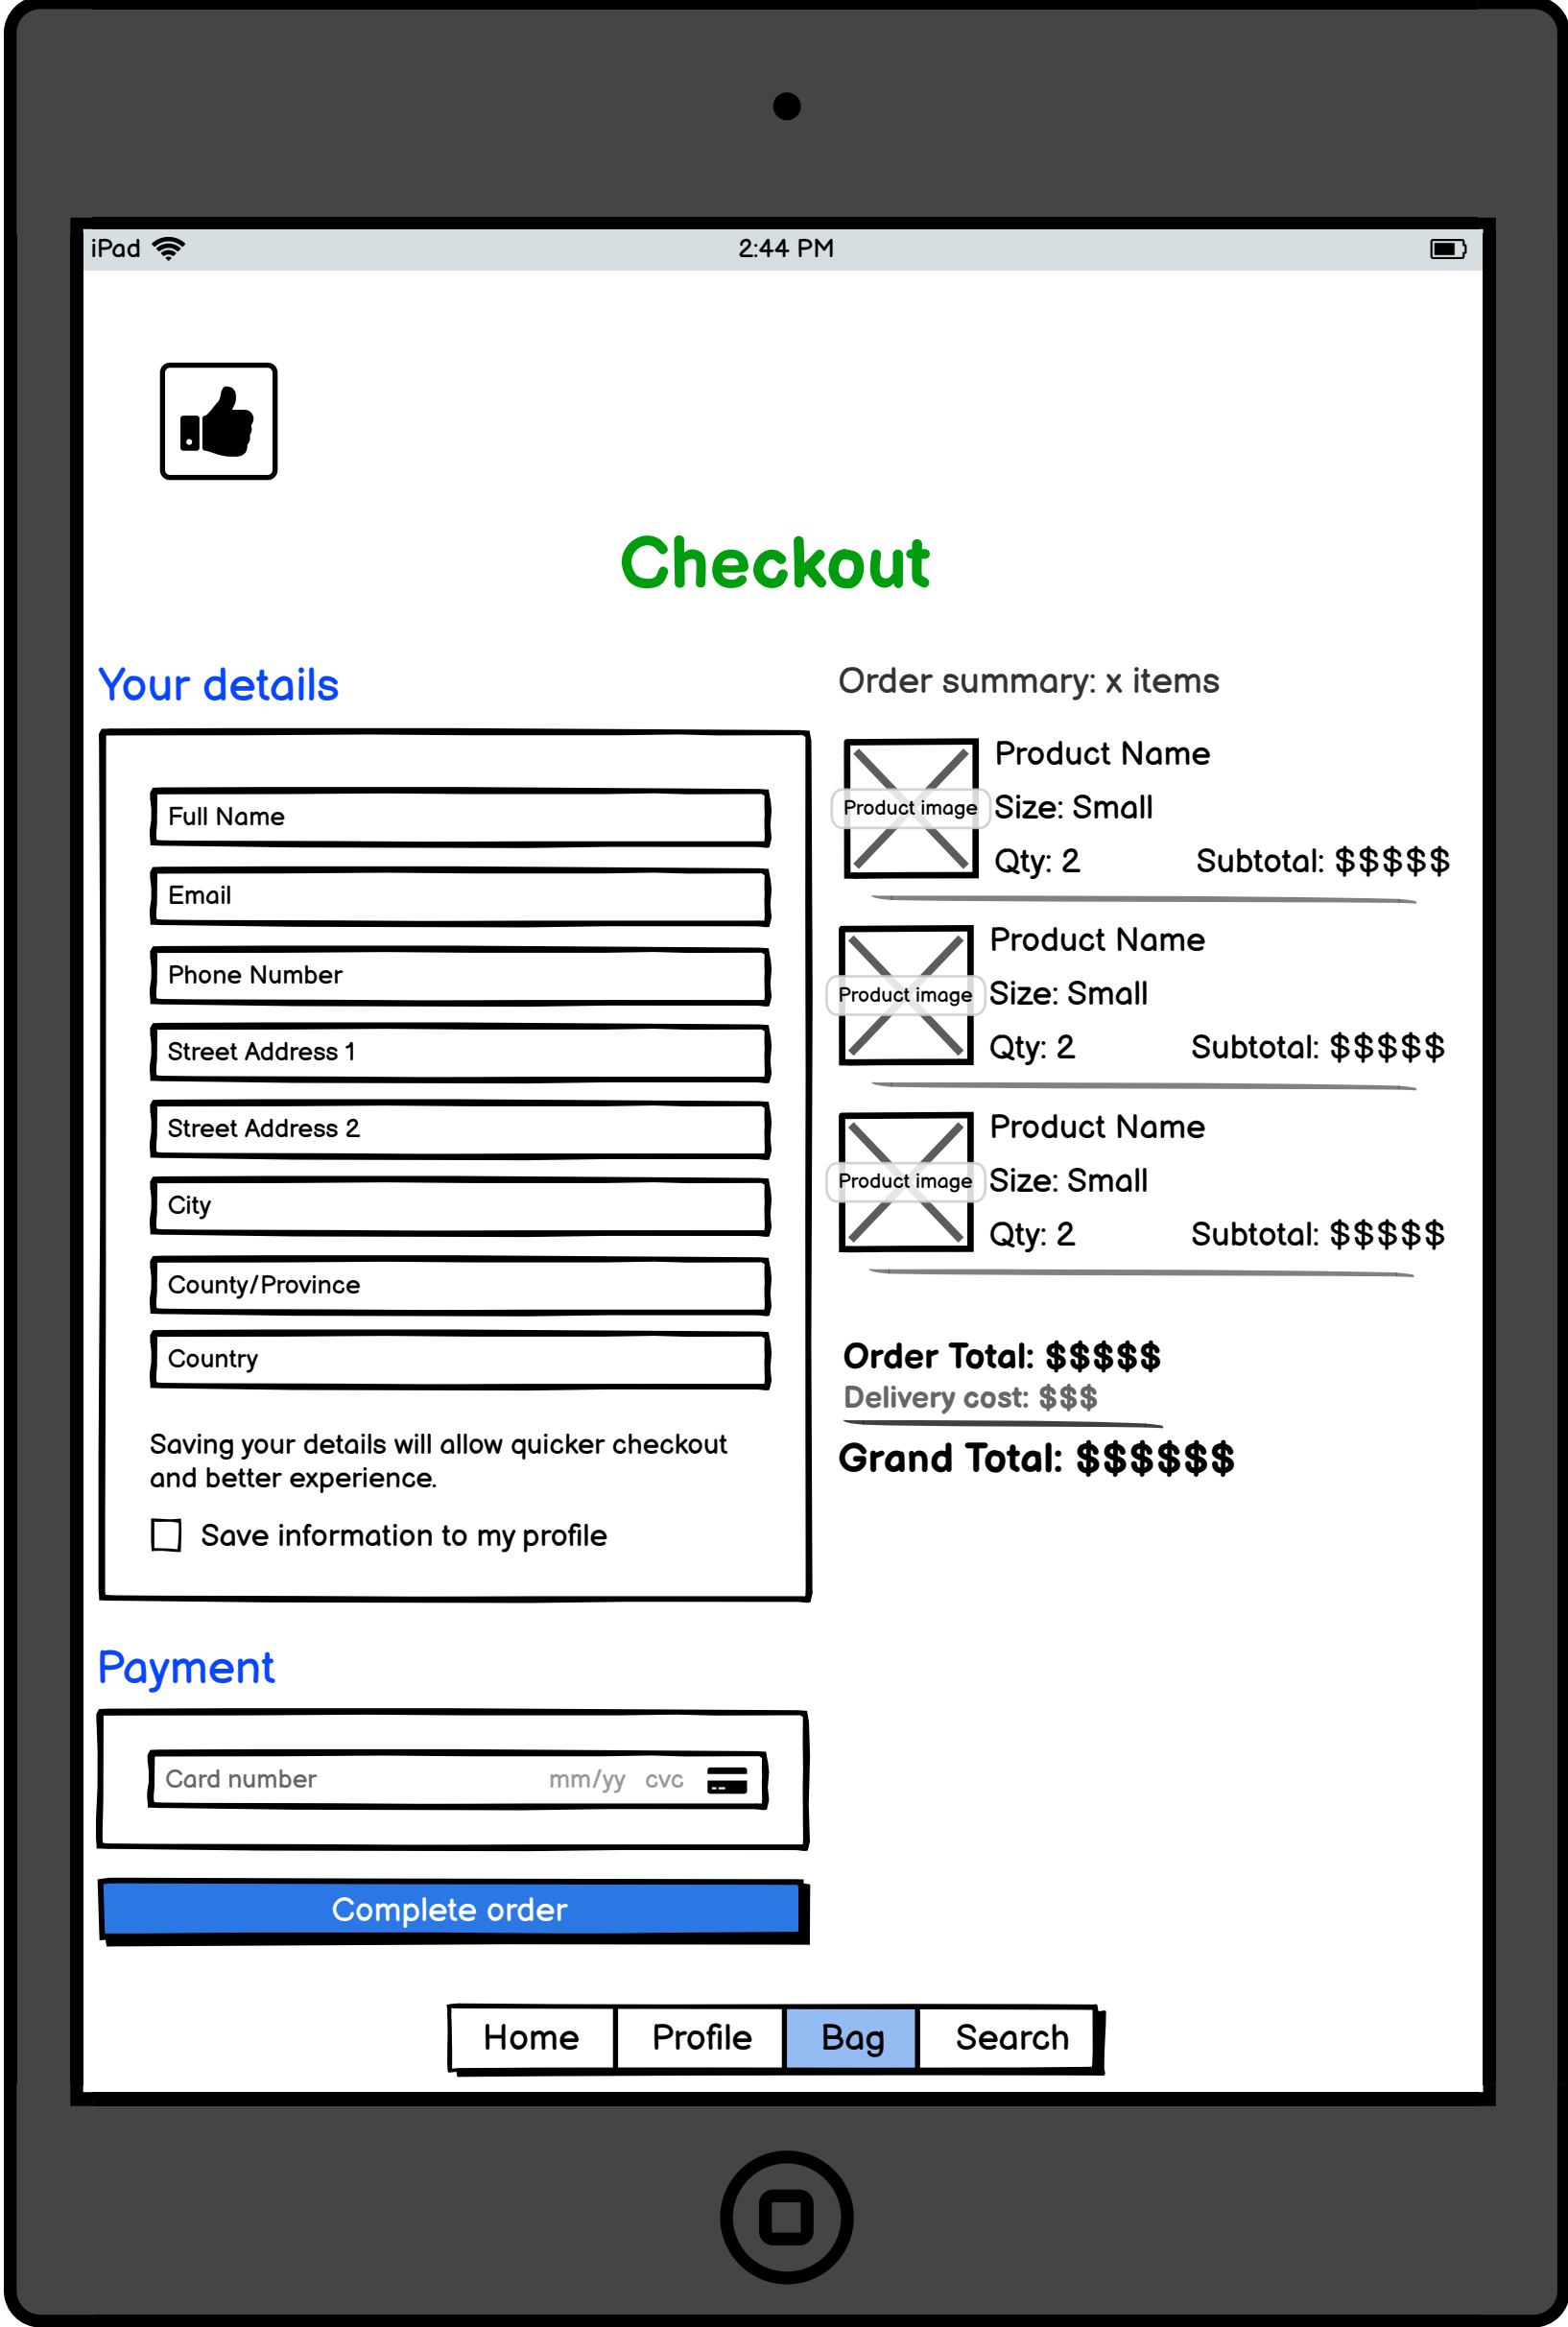 iPad
2:44 PM
Checkout
Your details
Full Name
Email
Phone Number
Street Address 1
Street Address 2
City
County/Province
Country
Saving your details will allow quicker checkout
and better experience.
Save information to my profile
Order summary: x items
Product image
Product Name
Size: Small
Qty: 2 Subtotal: $$$$$
Product image
Product Name
Size: Small
Qty: 2 Subtotal: $$$$$
Product image
Product Name
Size: Small
Qty: 2 Subtotal: $$$$$
Order Total: $$$$$
Delivery cost: $$$
Grand Total: $$$$$$
Payment
Card number mm/yy cvc
Complete order
Home Profile Bag Search